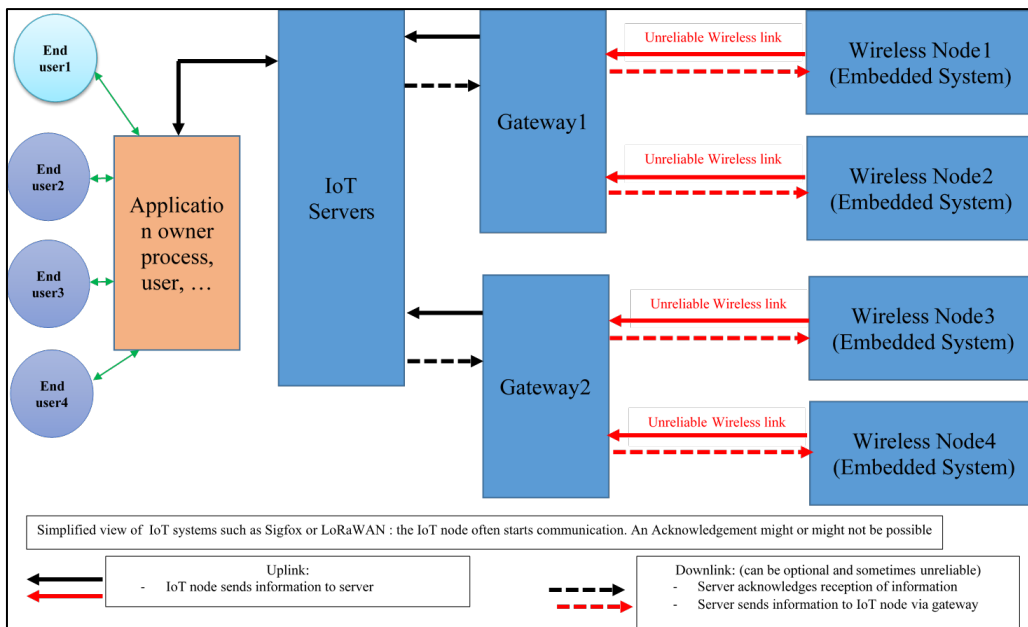 End
user1
End
user2
End
user3
End
user4
Applicatio
n owner
process,
user, …
IoT
Servers
Gateway1
Gateway2
Unreliable Wireless link
Wireless Node1
(Embedded System)
Unreliable Wireless link
Wireless Node2
(Embedded System)
Unreliable Wireless link
Wireless Node3
(Embedded System)
Unreliable Wireless link
Wireless Node4
(Embedded System)
Simplified view of IoT systems such as Sigfox or LoRaWAN : the IoT node often starts communication. An Acknowledgement might or might not be possible
Uplink:
- IoT node sends information to server
Downlink: (can be optional and sometimes unreliable)
- Server acknowledges reception of information
- Server sends information to IoT node via gateway